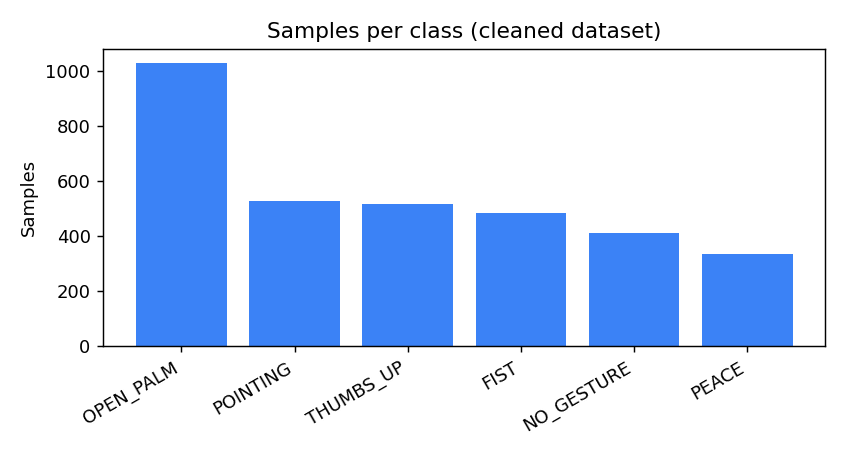 Samples per class (cleaned dataset)
Samples
1000
800
600
400
200
0
OPEN_PALM
POINTING
THUMBS_UP
FIST
NO_GESTURE
PEACE